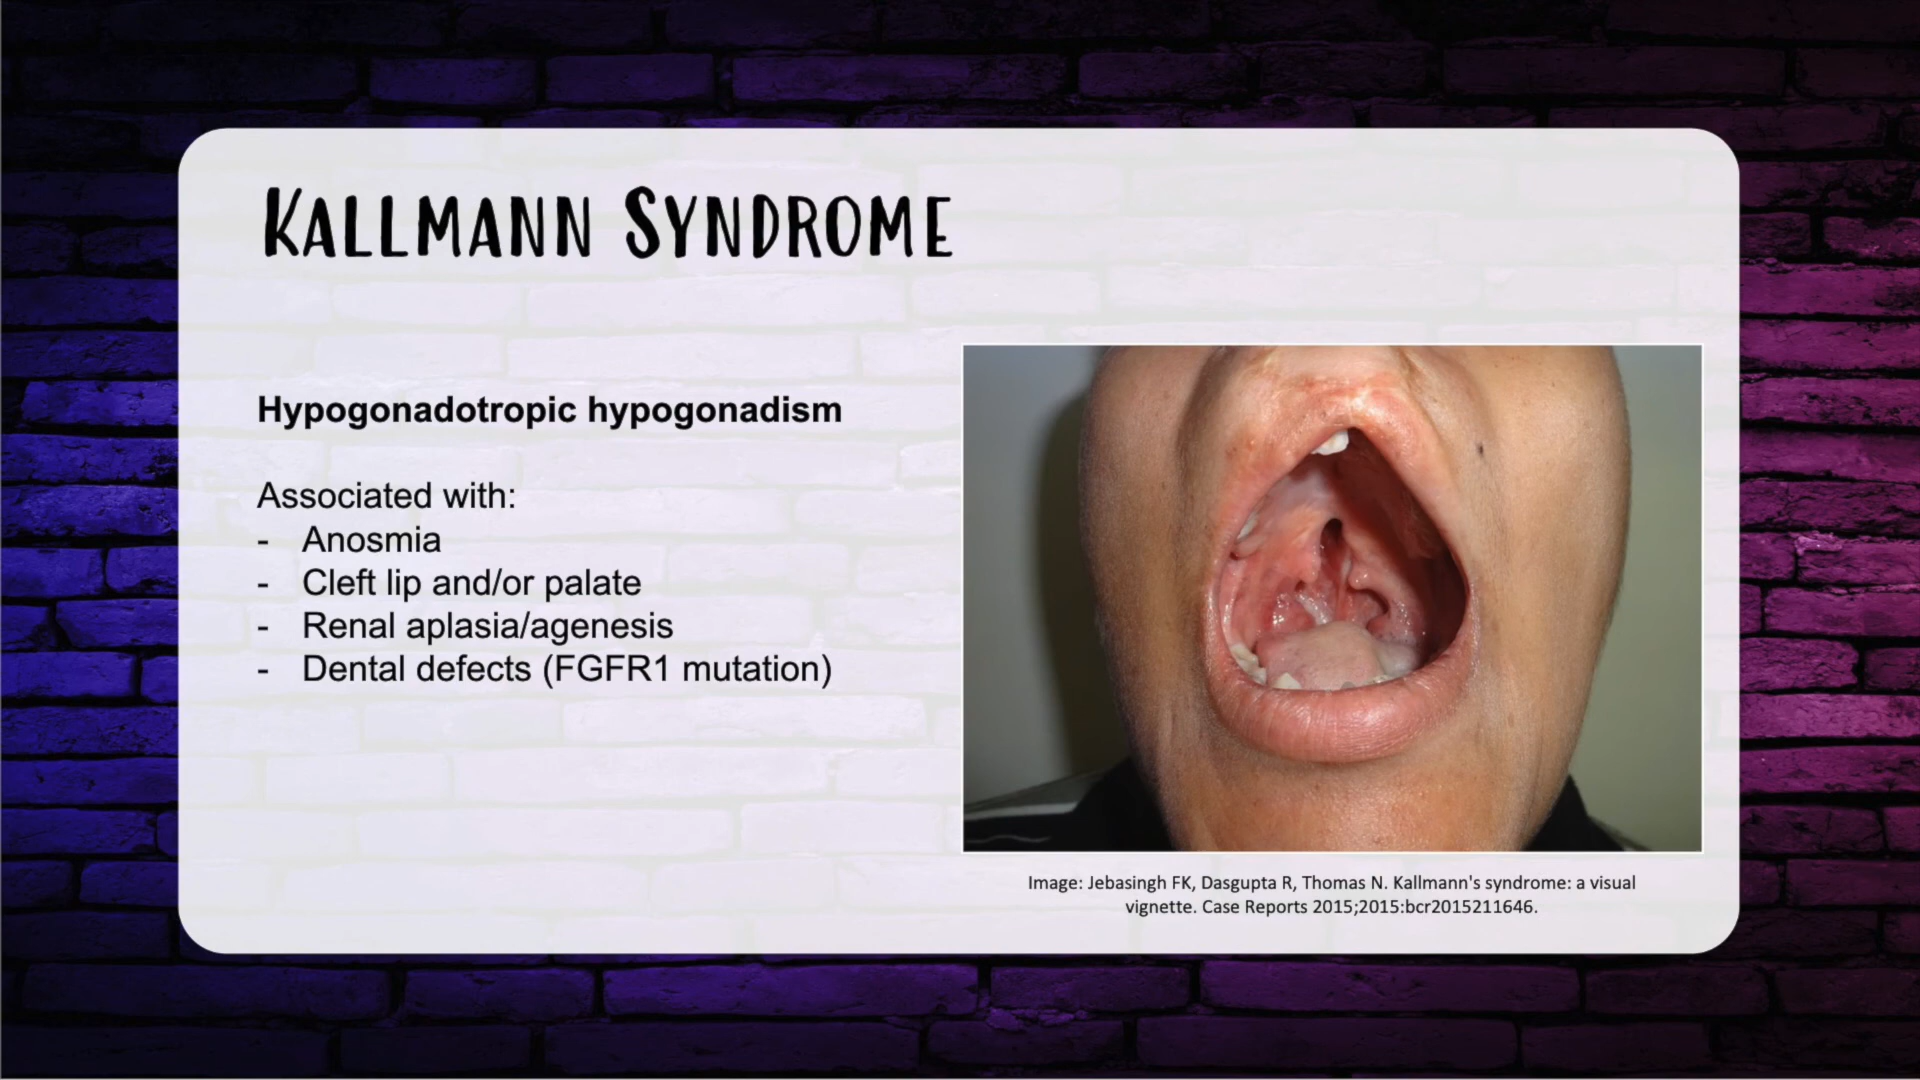 KALLMANN SYNDROME
Hypogonadotropic hypogonadism
Associated with:
- Anosmia
- Cleft lip and/or palate
- Renal aplasia/agenesis
- Dental defects (FGFR1 mutation)
Image: Jebasingh FK, Dasgupta R, Thomas N. Kallmann's syndrome: a visual
vignette. Case Reports 2015;2015:bcr2015211646.